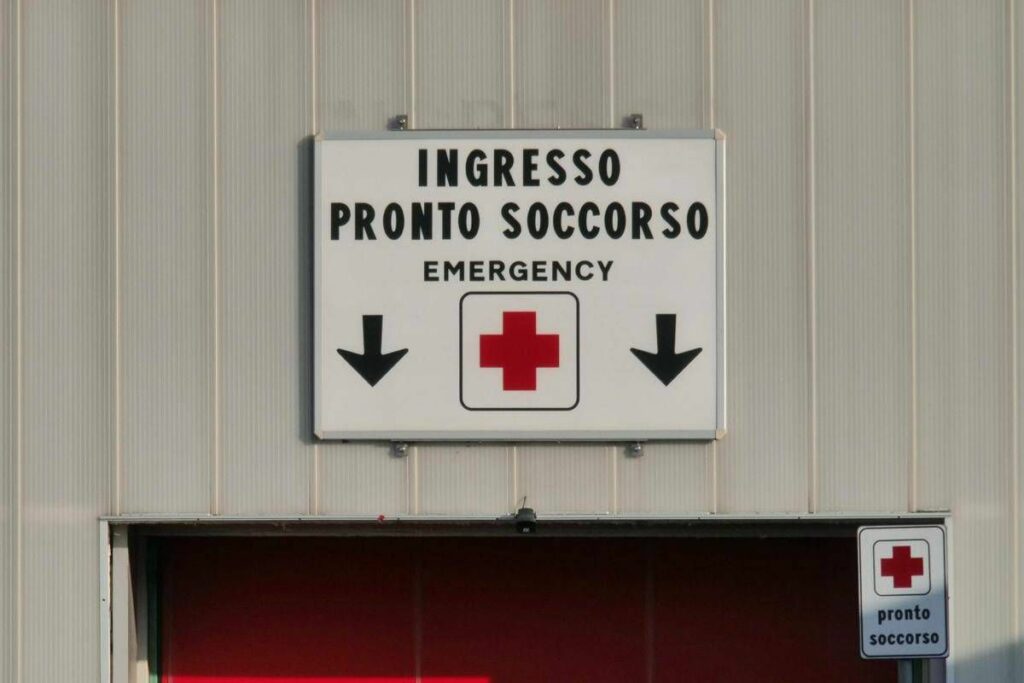 INGRESSO
PRONTO SOCCORSO
EMERGENCY
pronto
soccorso